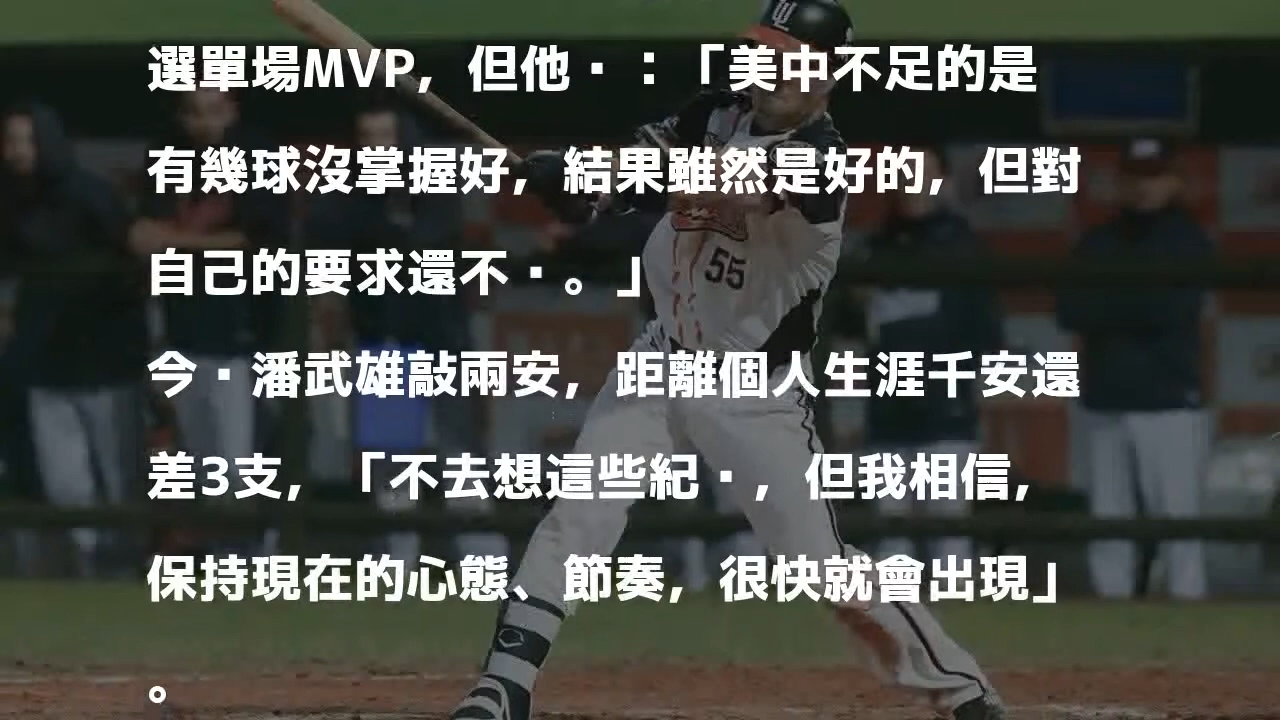 選單場MVP，但他▪：「美中不足的是
有幾球沒掌握好，結果雖然是好的，但對
自己的要求還不▪。」
今▪潘武雄敲兩安，距離個人生涯千安還
差3支，「不去想這些紀▪，但我相信，
保持現在的心態、節奏，很快就會出現」
。
UL
55